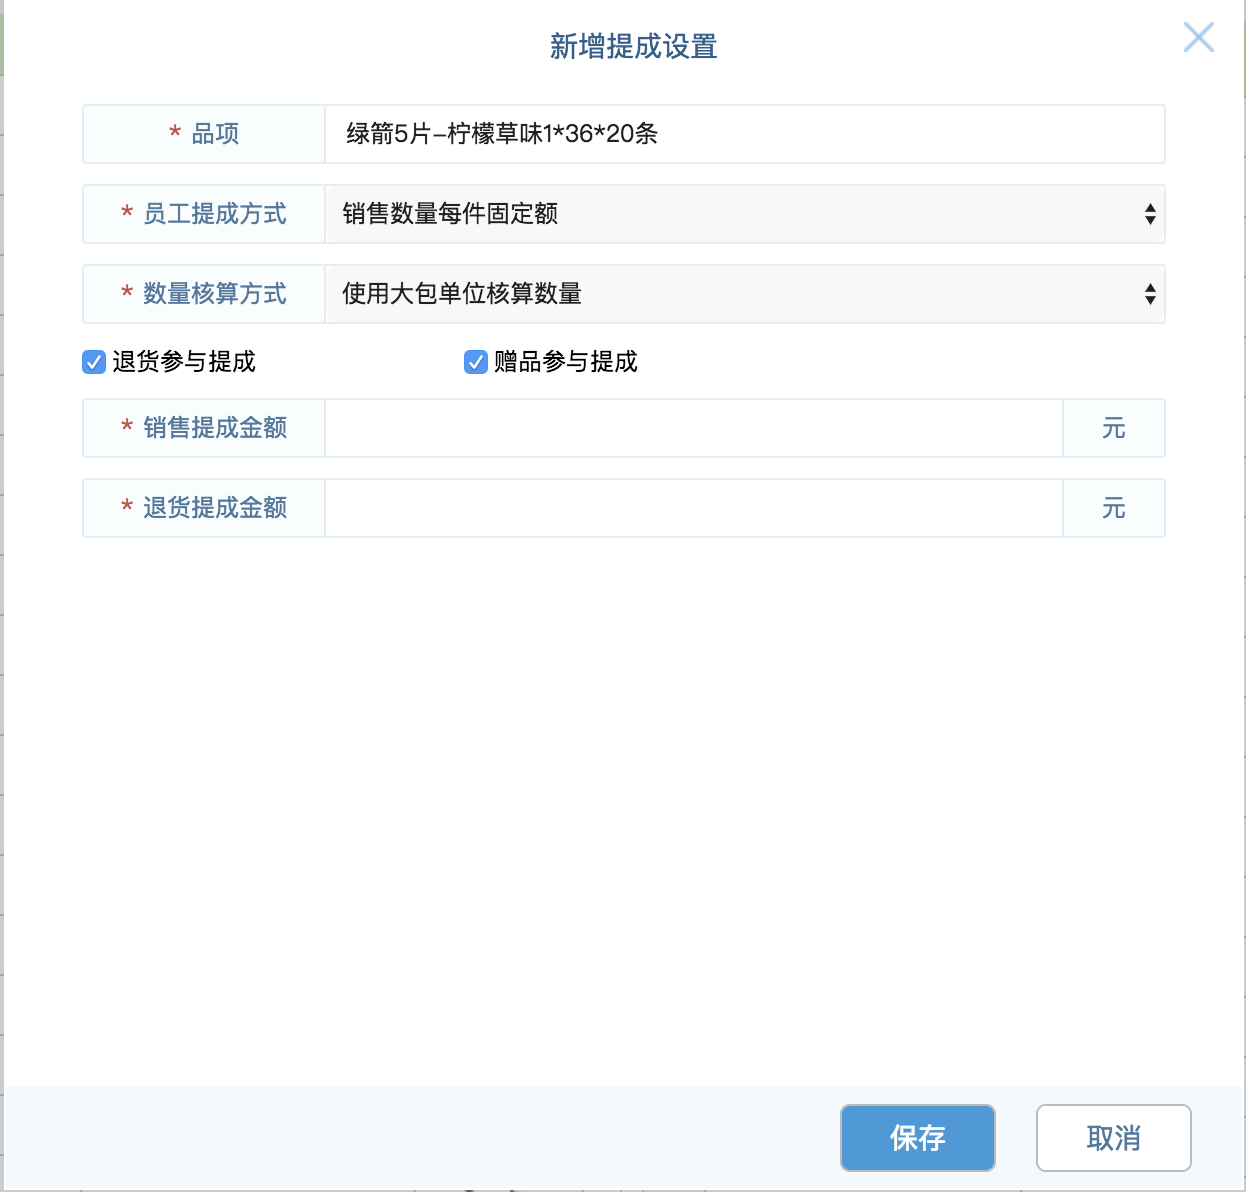 新增提成设置
* 品项 绿箭5片–柠檬草味1*36*20条
* 员工提成方式 销售数量每件固定额
* 数量核算方式 使用大包单位核算数量
退货参与提成 赠品参与提成
* 销售提成金额 元
* 退货提成金额 元
保存 取消